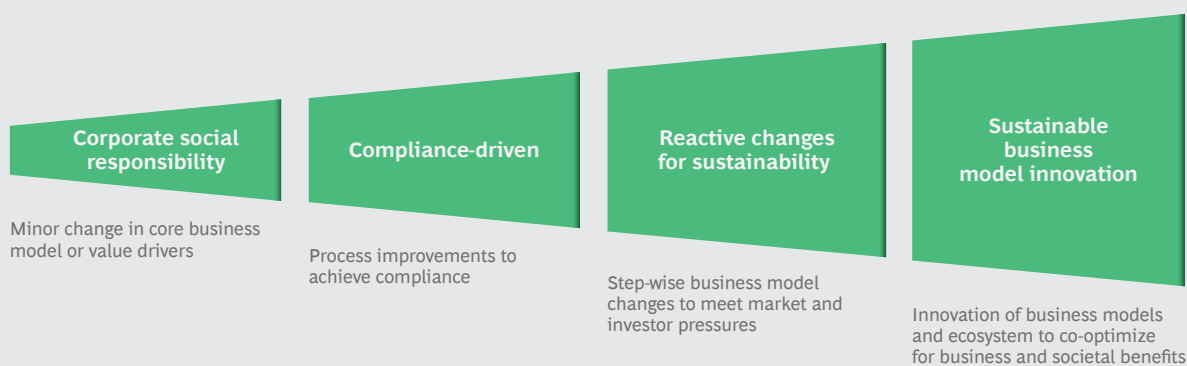 Corporate social
responsibility
Minor change in core business
model or value drivers
Compliance-driven
Process improvements to
achieve compliance
Reactive changes
for sustainability
Step-wise business model
changes to meet market and
investor pressures
Sustainable
business
model innovation
Innovation of business models
and ecosystem to co-optimize
for business and societal benefits